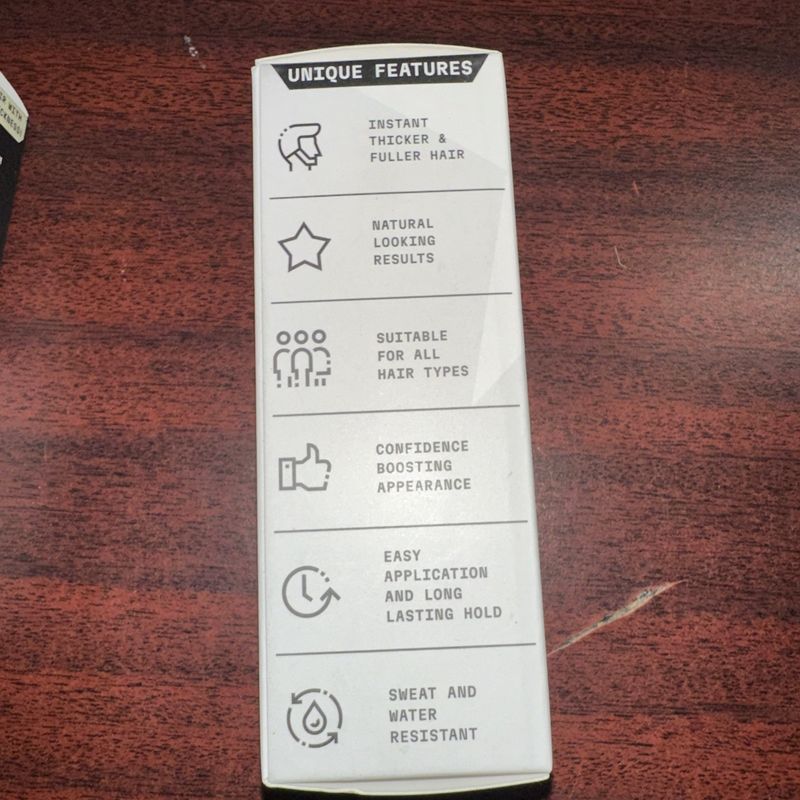 UNIQUE FEATURES
INSTANT
THICKER &
FULLER HAIR
NATURAL
LOOKING
RESULTS
SUITABLE
FOR ALL
HAIR TYPES
CONFIDENCE
BOOSTING
APPEARANCE
EASY
APPLICATION
AND LONG
LASTING HOLD
SWEAT AND
WATER
RESISTANT